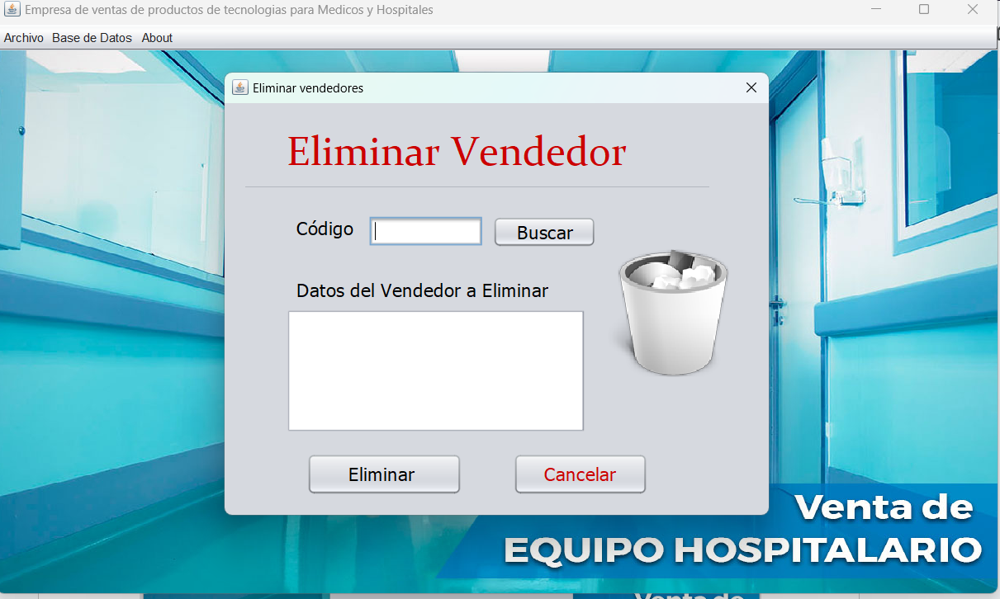 Empresa de ventas de productos de tecnologias para Medicos y Hospitales
Archivo Base de Datos About
Eliminar vendedores
Eliminar Vendedor
Código Buscar
Datos del Vendedor a Eliminar
Eliminar Cancelar
Venta de
EQUIPO HOSPITALARIO
Venta de